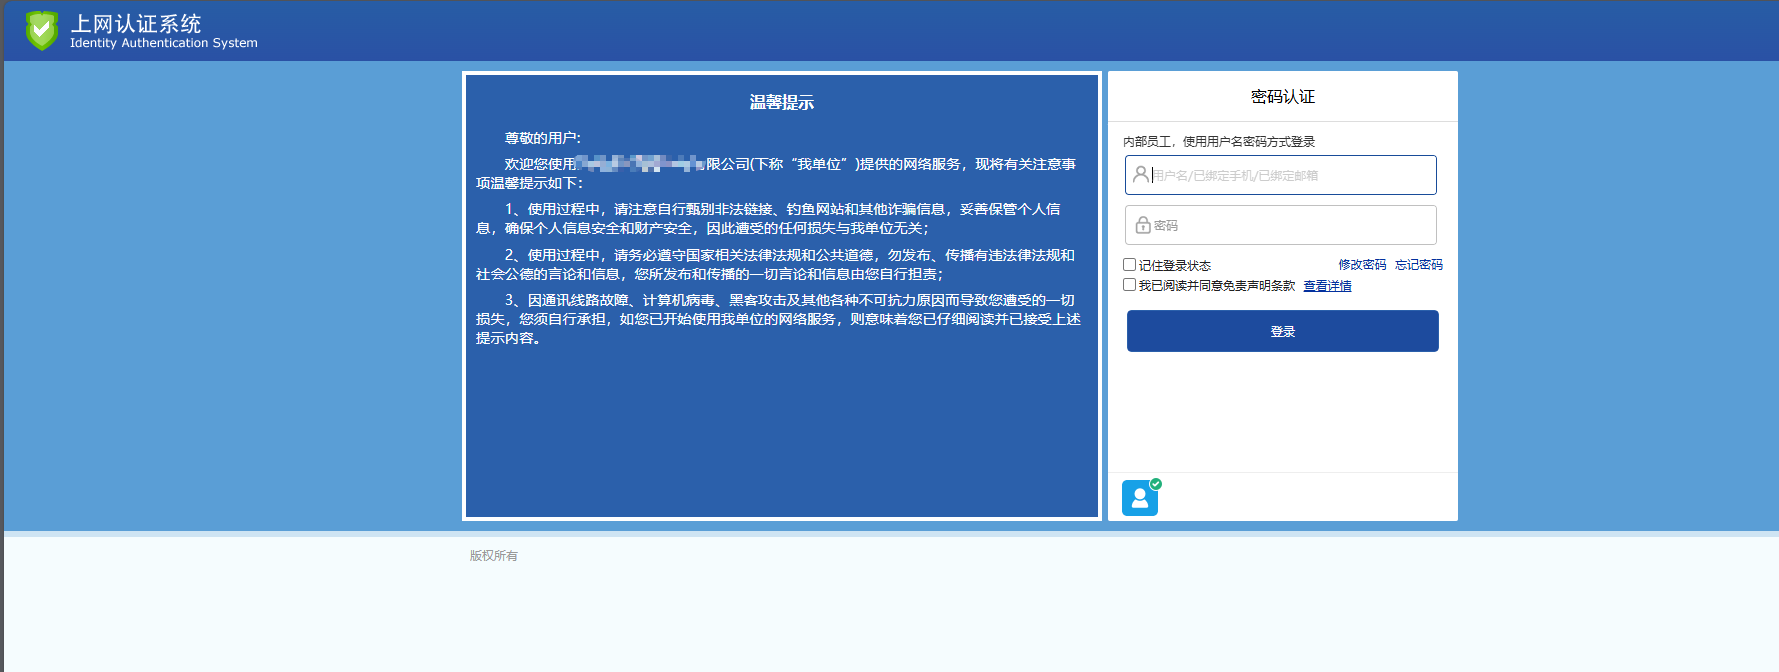 上网认证系统
Identity Authentication System
温馨提示
尊敬的用户：
欢迎您使用限公司(下称“我单位”)提供的网络服务，现将有关注意事
项温馨提示如下：
1、使用过程中，请注意自行甄别非法链接、钓鱼网站和其他诈骗信息，妥善保管个人信
息，确保个人信息安全和财产安全，因此遭受的任何损失与我单位无关；
2、使用过程中，请务必遵守国家相关法律法规和公共道德，勿发布、传播有违法律法规和
社会公德的言论和信息，您所发布和传播的一切言论和信息由您自行担责；
3、因通讯线路故障、计算机病毒、黑客攻击及其他各种不可抗力原因而导致您遭受的一切
损失，您须自行承担，如您已开始使用我单位的网络服务，则意味着您已仔细阅读并已接受上述
提示内容。
密码认证
内部员工，使用用户名密码方式登录
用户名/已绑定手机/已绑定邮箱
密码
记住登录状态 修改密码 忘记密码
我已阅读并同意免责声明条款 查看详情
登录
版权所有